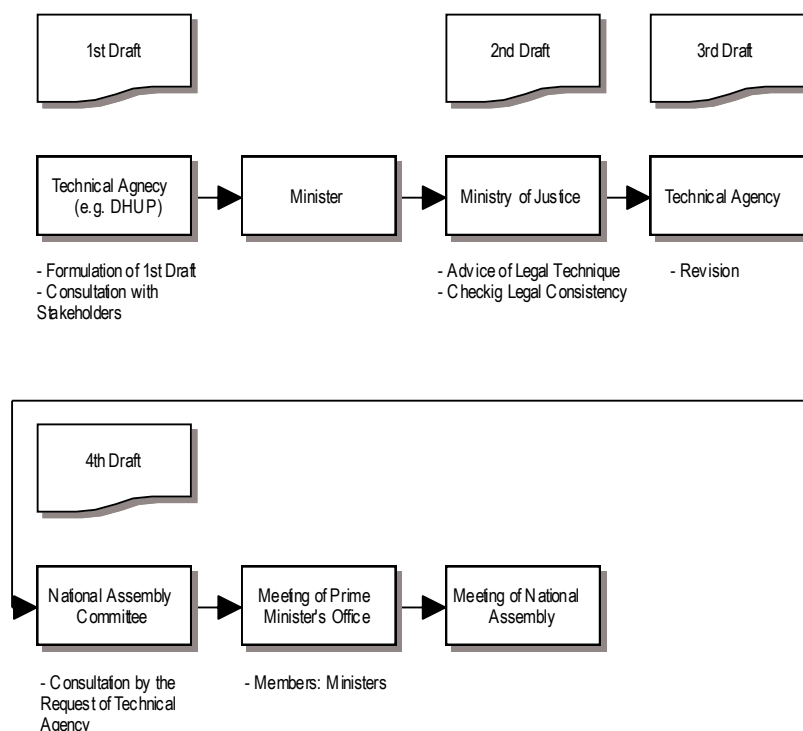 1st Draft
2nd Draft
3rd Draft
Technical Agnecy
(e.g. DHUP)
Minister
Ministry of Justice
Technical Agency
- Formulation of 1st Draft
- Consultation with
Stakeholders
- Advice of Legal Technique
- Checkig Legal Consistency
- Revision
4th Draft
National Assembly
Committee
Meeting of Prime
Minister's Office
Meeting of National
Assembly
- Consultation by the
Request of Technical
Agency
- Members: Ministers